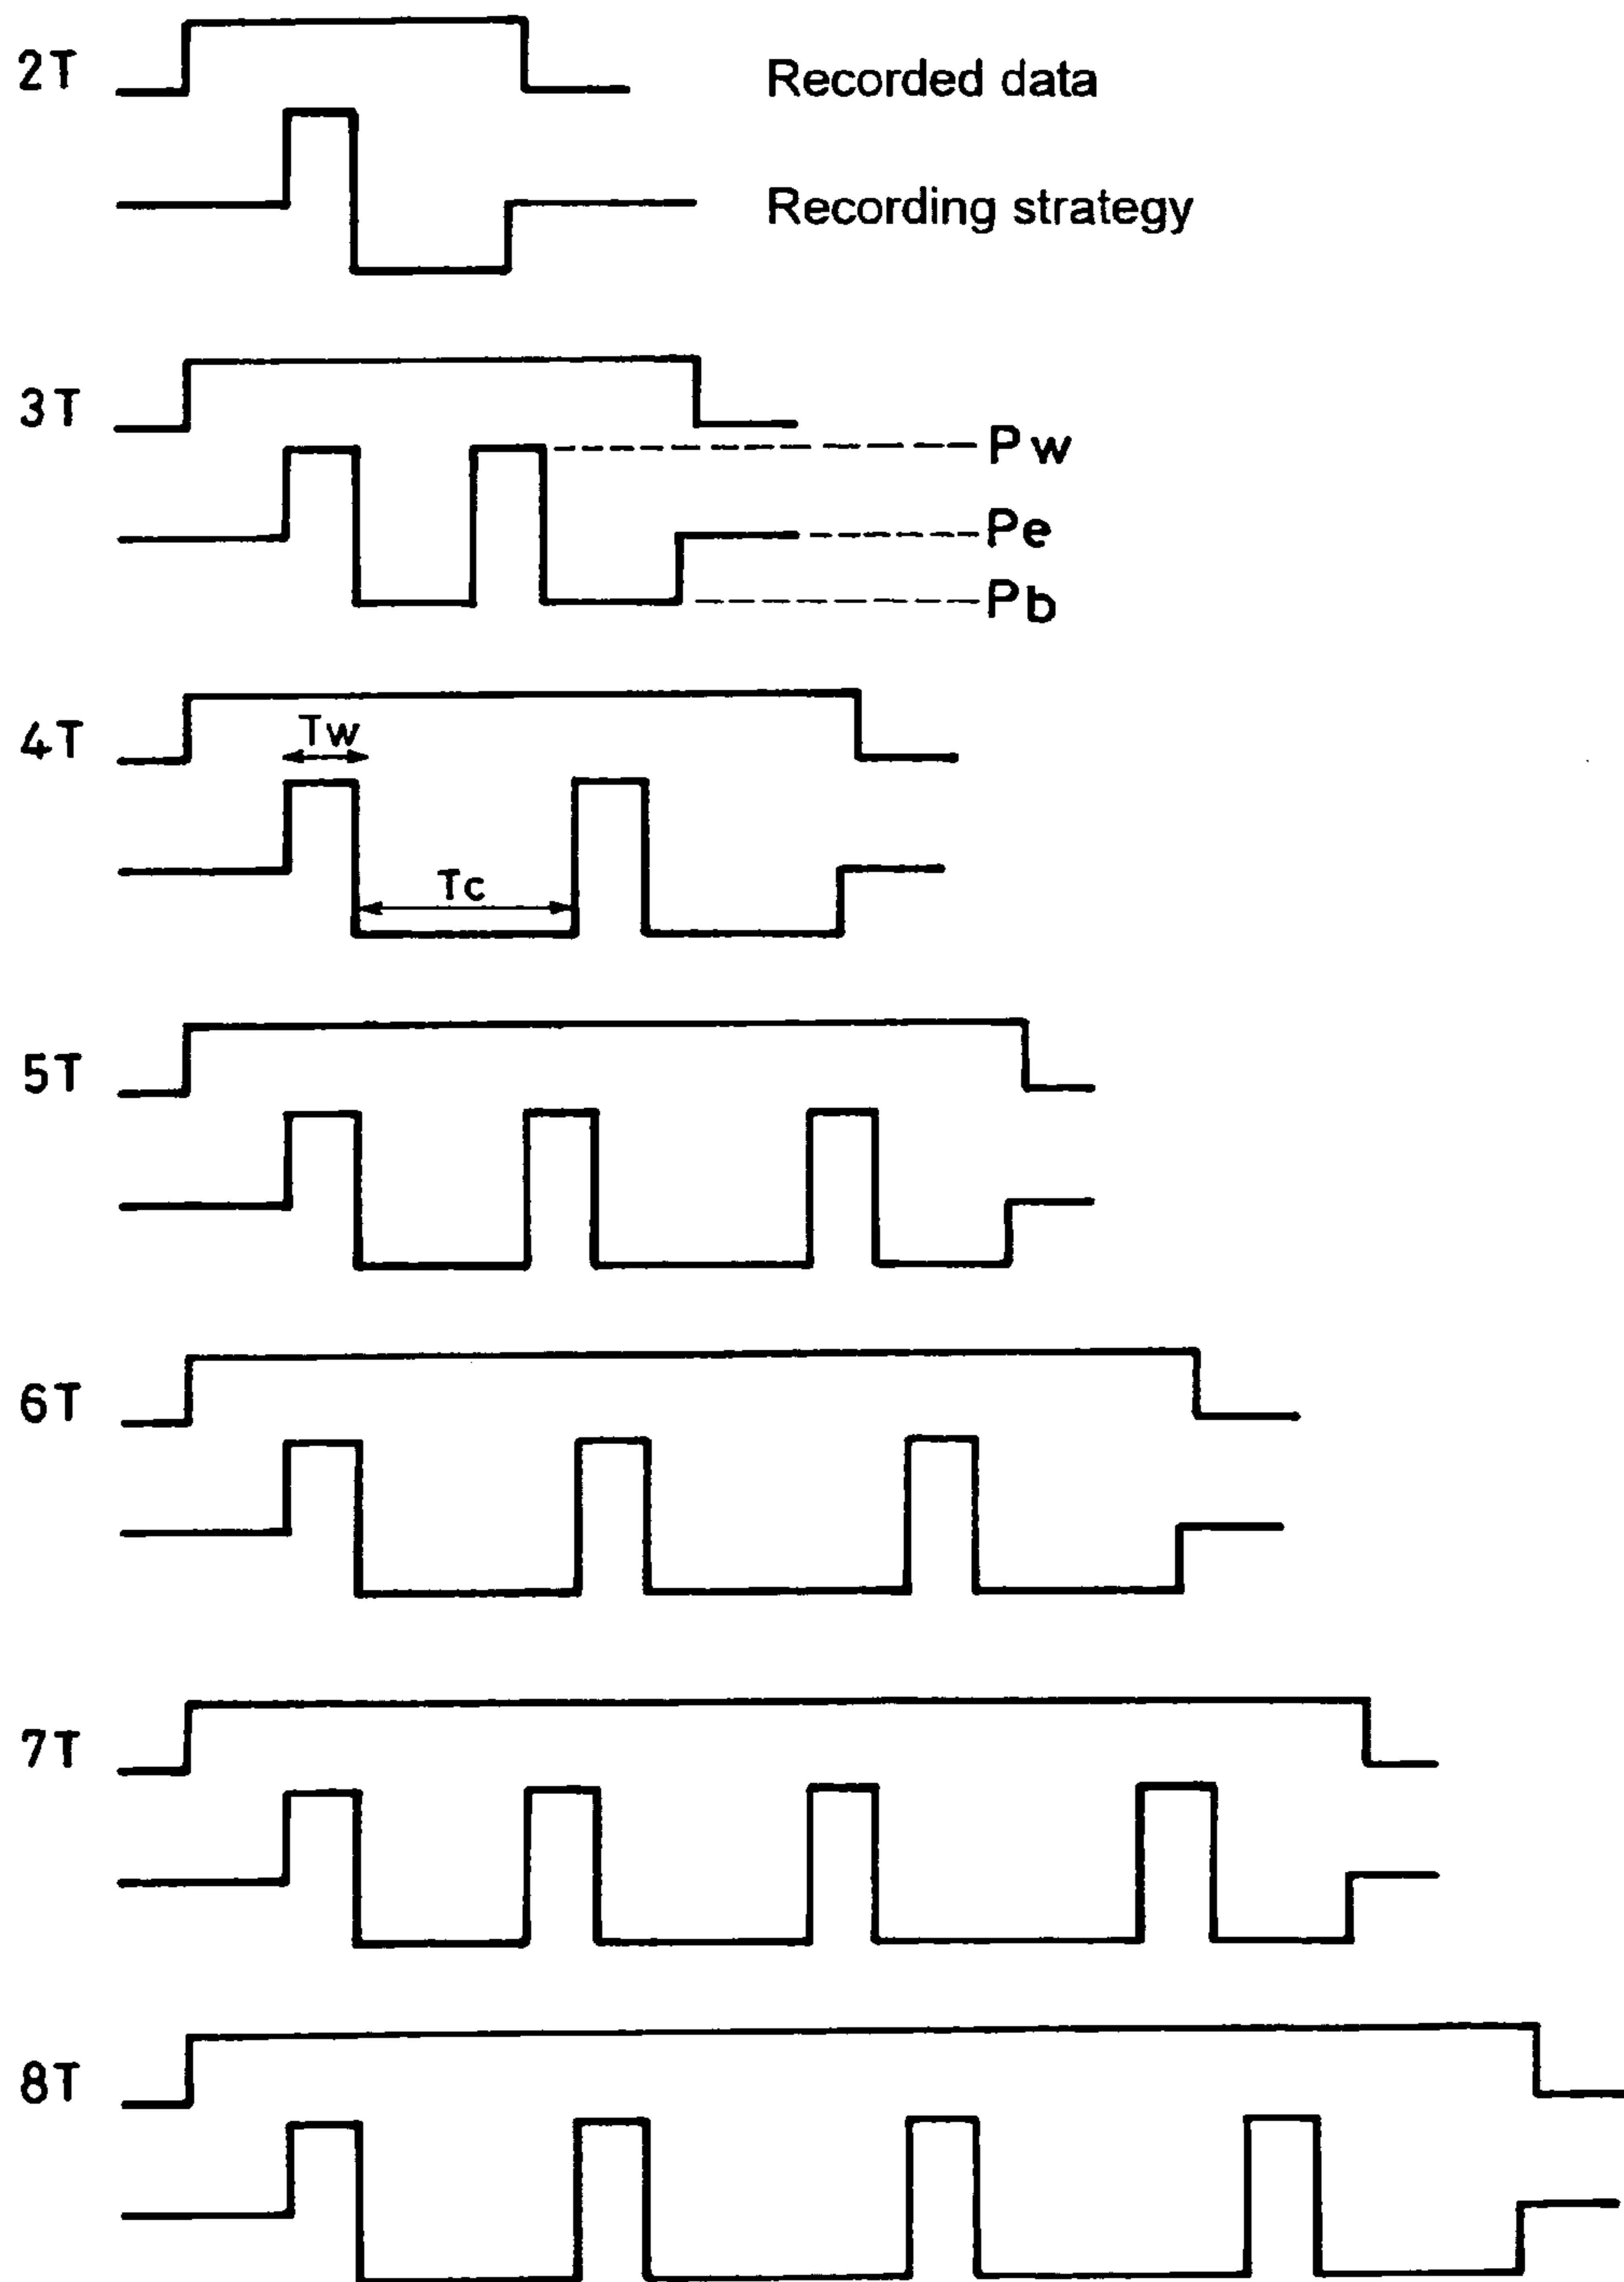 2T
Recorded data
Recording strategy
3T
Pw
Pe
Pb
4T
Tw
Tc
5T
6T
7T
8T